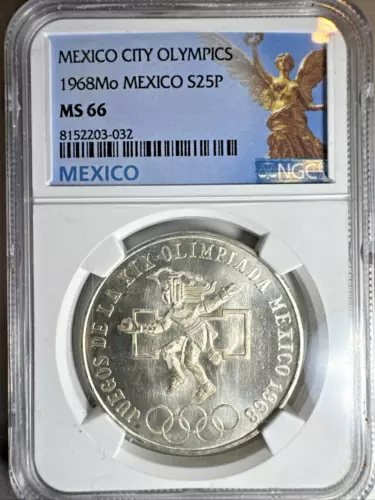 MEXICO CITY OLYMPICS
1968Mo MEXICO S25P
MS 66
8152203-032
MEXICO
NGC
JUEGOS DE LA XIX OLIMPIADA MEXICO 1968